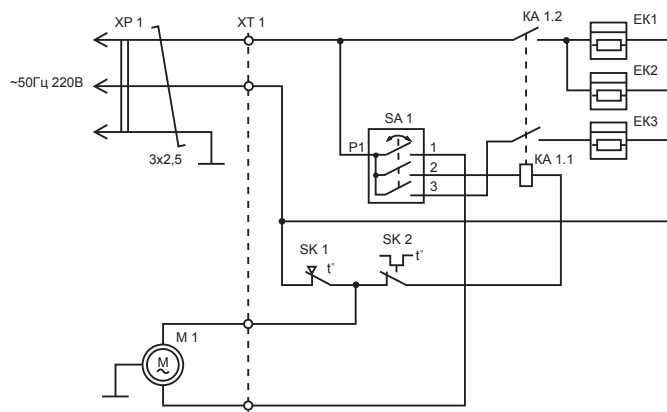 XP 1
XT 1
KA 1.2
EK1
~50Гц 220В
EK2
SA 1
EK3
P1
1
3x2,5
2
KA 1.1
3
SK 1
SK 2
t°
t°
M 1
M